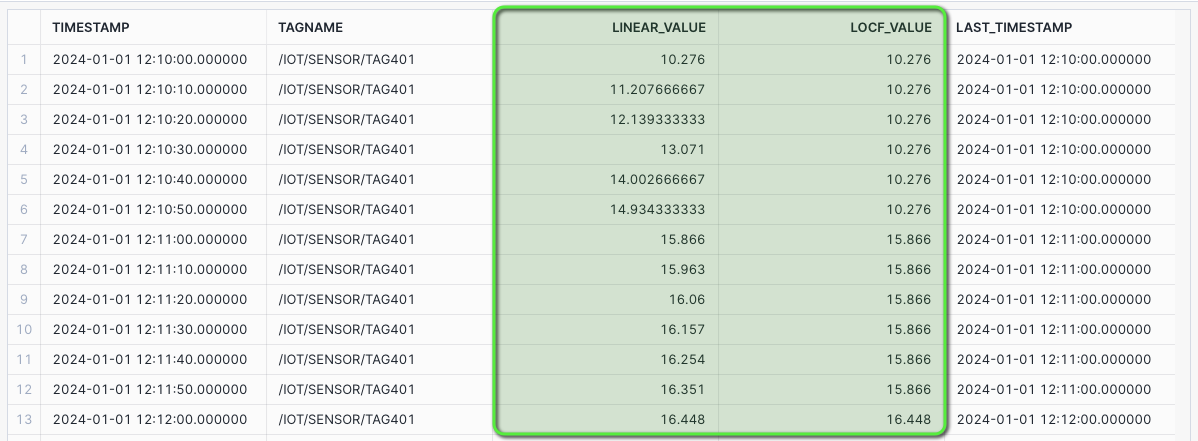 TIMESTAMP TAGNAME LINEAR_VALUE LOCF_VALUE LAST_TIMESTAMP
1 2024-01-01 12:10:00.000000 /IOT/SENSOR/TAG401 10.276 10.276 2024-01-01 12:10:00.000000
2 2024-01-01 12:10:10.000000 /IOT/SENSOR/TAG401 11.207666667 10.276 2024-01-01 12:10:00.000000
3 2024-01-01 12:10:20.000000 /IOT/SENSOR/TAG401 12.139333333 10.276 2024-01-01 12:10:00.000000
4 2024-01-01 12:10:30.000000 /IOT/SENSOR/TAG401 13.071 10.276 2024-01-01 12:10:00.000000
5 2024-01-01 12:10:40.000000 /IOT/SENSOR/TAG401 14.002666667 10.276 2024-01-01 12:10:00.000000
6 2024-01-01 12:10:50.000000 /IOT/SENSOR/TAG401 14.934333333 10.276 2024-01-01 12:10:00.000000
7 2024-01-01 12:11:00.000000 /IOT/SENSOR/TAG401 15.866 15.866 2024-01-01 12:11:00.000000
8 2024-01-01 12:11:10.000000 /IOT/SENSOR/TAG401 15.963 15.866 2024-01-01 12:11:00.000000
9 2024-01-01 12:11:20.000000 /IOT/SENSOR/TAG401 16.06 15.866 2024-01-01 12:11:00.000000
10 2024-01-01 12:11:30.000000 /IOT/SENSOR/TAG401 16.157 15.866 2024-01-01 12:11:00.000000
11 2024-01-01 12:11:40.000000 /IOT/SENSOR/TAG401 16.254 15.866 2024-01-01 12:11:00.000000
12 2024-01-01 12:11:50.000000 /IOT/SENSOR/TAG401 16.351 15.866 2024-01-01 12:11:00.000000
13 2024-01-01 12:12:00.000000 /IOT/SENSOR/TAG401 16.448 16.448 2024-01-01 12:12:00.000000